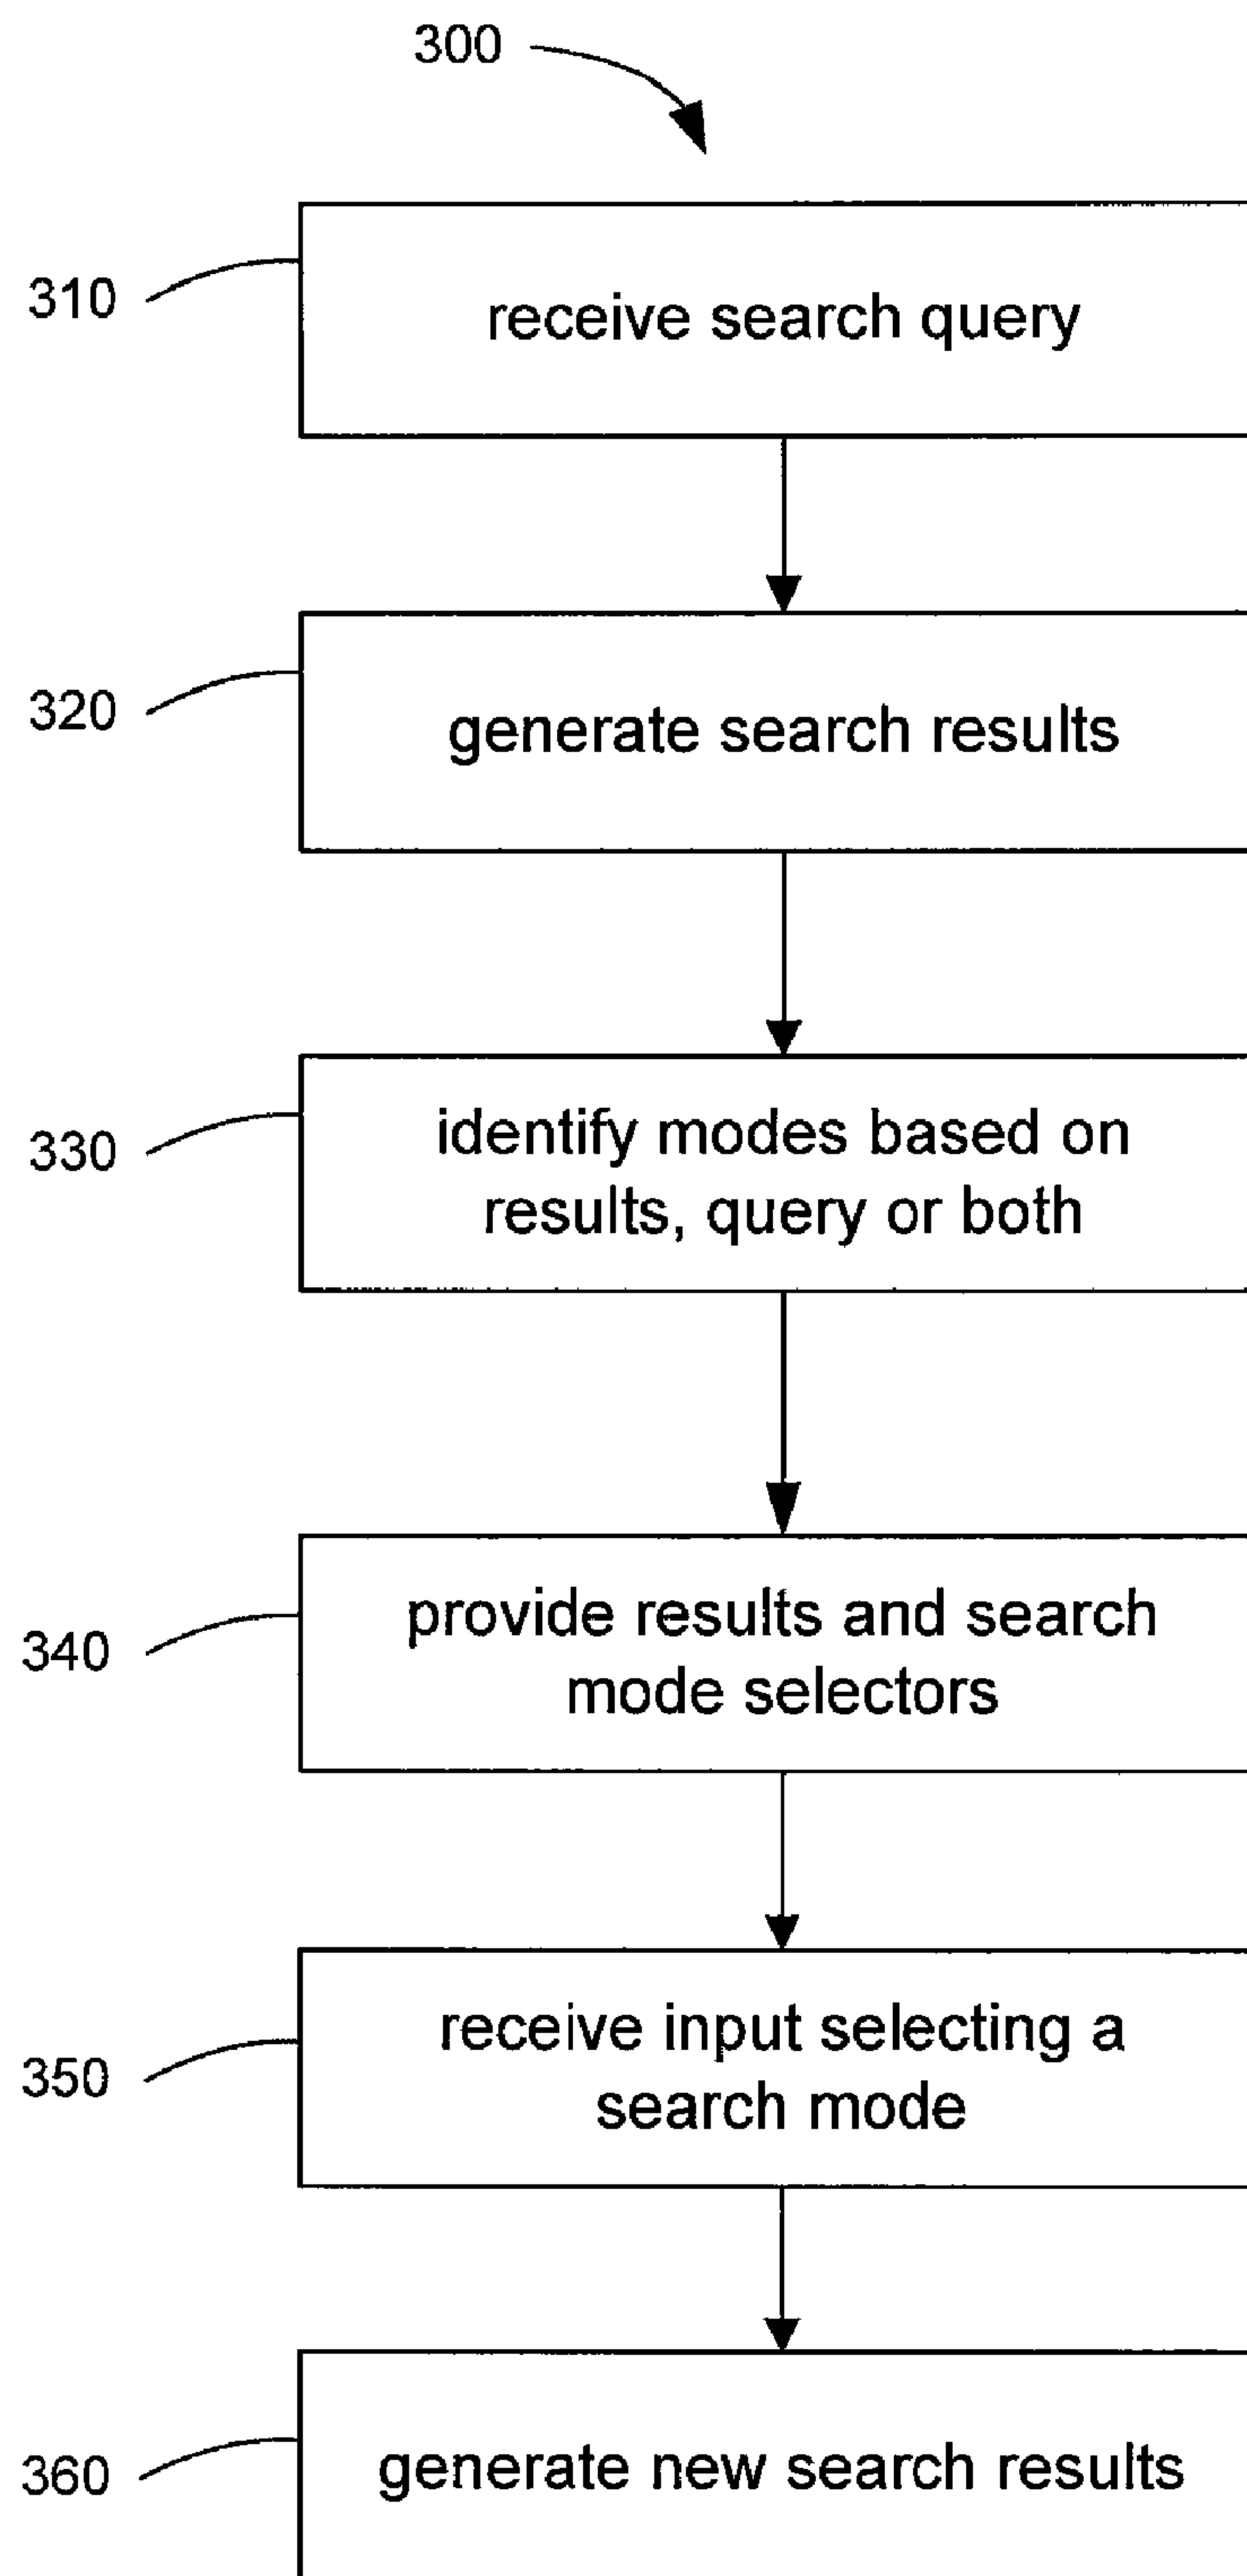 300
310
receive search query
320
generate search results
330
identify modes based on
results, query or both
340
provide results and search
mode selectors
350
receive input selecting a
search mode
360
generate new search results